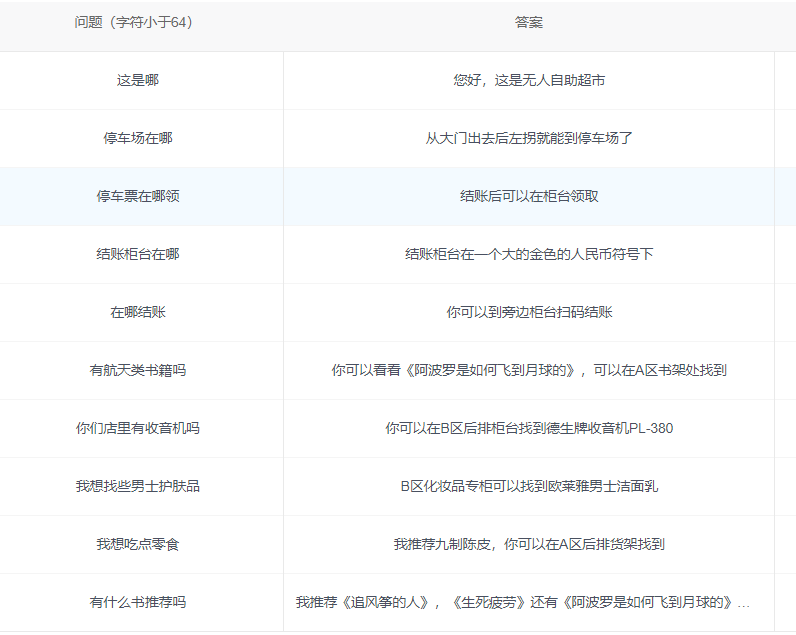 问题（字符小于64） 答案
这是哪 您好，这是无人自助超市
停车场在哪 从大门出去后左拐就能到停车场了
停车票在哪领 结账后可以在柜台领取
结账柜台在哪 结账柜台在一个大的金色的人民币符号下
在哪结账 你可以到旁边柜台扫码结账
有航天类书籍吗 你可以看看《阿波罗是如何飞到月球的》，可以在A区书架处找到
你们店里有收音机吗 你可以在B区后排柜台找到德生牌收音机PL-380
我想找些男士护肤品 B区化妆品专柜可以找到欧莱雅男士洁面乳
我想吃点零食 我推荐九制陈皮，你可以在A区后排货架找到
有什么书推荐吗 我推荐《追风筝的人》，《生死疲劳》还有《阿波罗是如何飞到月球的》...